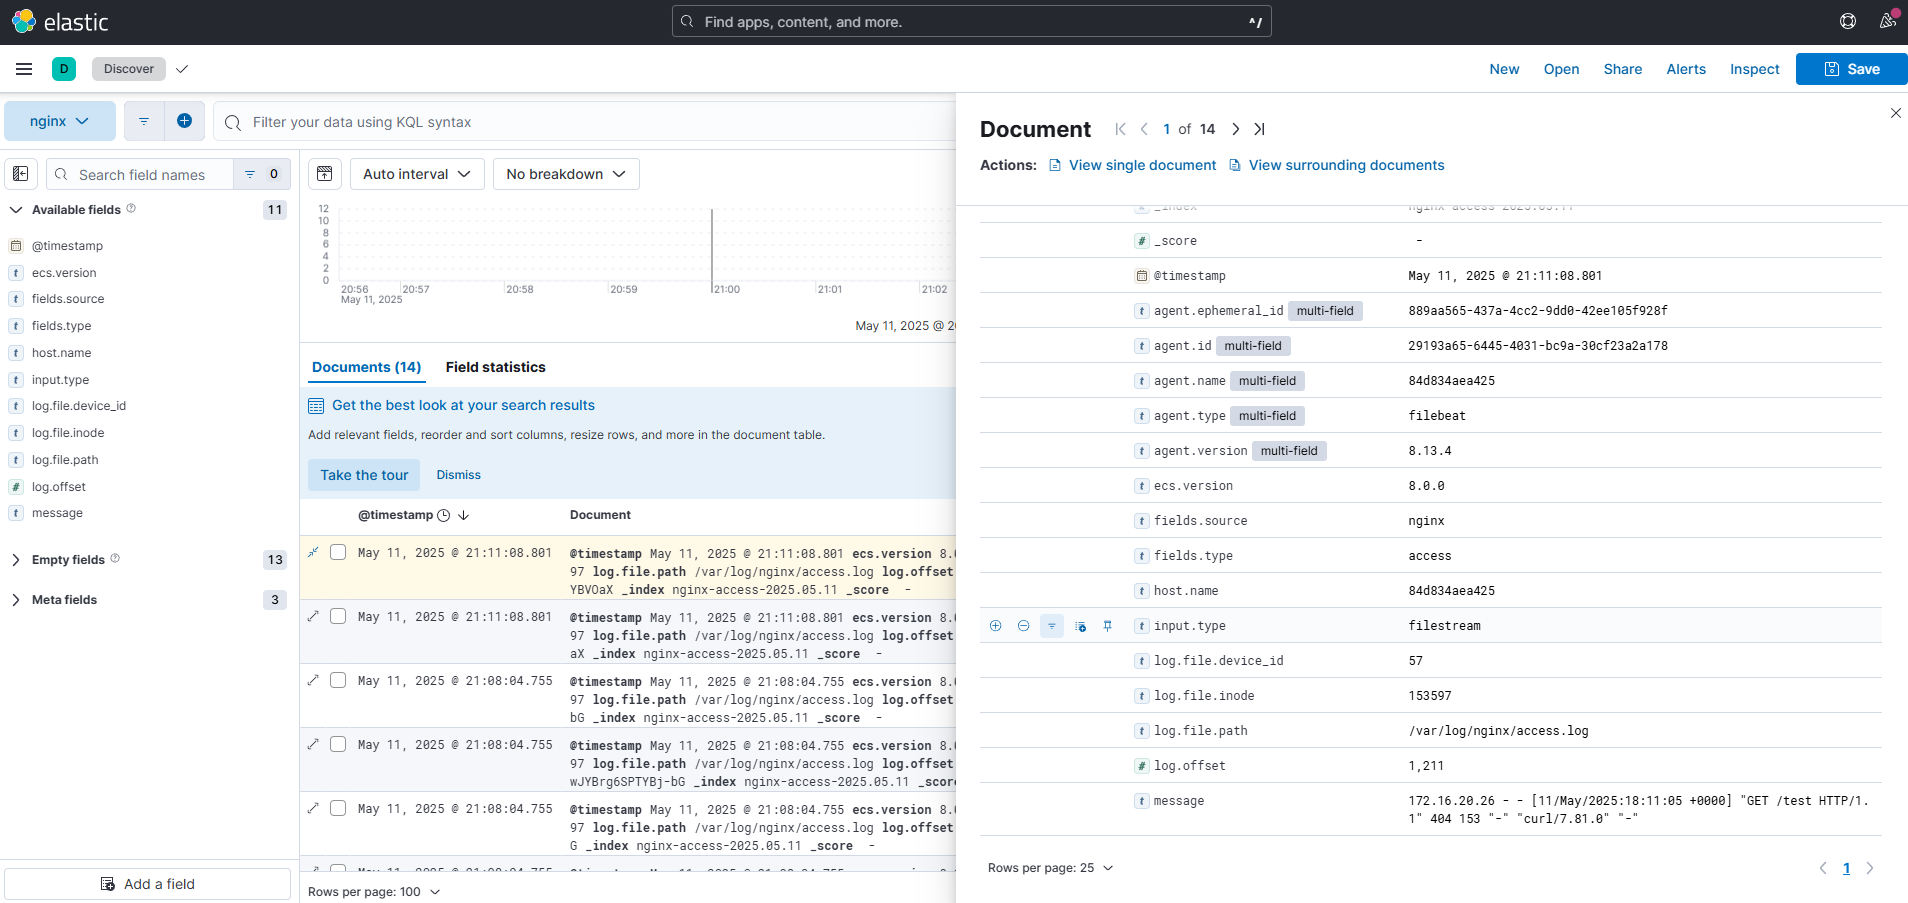 elastic
Find apps, content, and more.
^/
D
Discover
New
Open
Share
Alerts
Inspect
Save
nginx
Filter your data using KQL syntax
Search field names
0
Available fields
11
@timestamp
t ecs.version
t fields.source
t fields.type
t host.name
t input.type
t log.file.device_id
t log.file.inode
t log.file.path
# log.offset
t message
Empty fields
13
Meta fields
3
Add a field
Auto interval
No breakdown
12
10
8
6
4
2
0
20:56
May 11, 2025
20:57
20:58
20:59
21:00
21:01
21:02
May 11, 2025 @ 20
Documents (14)
Field statistics
Get the best look at your search results
Add relevant fields, reorder and sort columns, resize rows, and more in the document table.
Take the tour
Dismiss
@timestamp
Document
May 11, 2025 @ 21:11:08.801
@timestamp May 11, 2025 @ 21:11:08.801 ecs.version 8.
97 log.file.path /var/log/nginx/access.log log.offset
YBVOaX _index nginx-access-2025.05.11 _score -
May 11, 2025 @ 21:11:08.801
@timestamp May 11, 2025 @ 21:11:08.801 ecs.version 8.
97 log.file.path /var/log/nginx/access.log log.offset
aX _index nginx-access-2025.05.11 _score -
May 11, 2025 @ 21:08:04.755
@timestamp May 11, 2025 @ 21:08:04.755 ecs.version 8.
97 log.file.path /var/log/nginx/access.log log.offset
bG _index nginx-access-2025.05.11 _score -
May 11, 2025 @ 21:08:04.755
@timestamp May 11, 2025 @ 21:08:04.755 ecs.version 8.
97 log.file.path /var/log/nginx/access.log log.offset
wJYBrg6SPTYBj-bG _index nginx-access-2025.05.11 _score
May 11, 2025 @ 21:08:04.755
@timestamp May 11, 2025 @ 21:08:04.755 ecs.version 8.
97 log.file.path /var/log/nginx/access.log log.offset
G _index nginx-access-2025.05.11 _score -
Rows per page: 100
Document
1 of 14
Actions:
View single document
View surrounding documents
_index nginx-access-2025.05.11
# _score -
@timestamp May 11, 2025 @ 21:11:08.801
t agent.ephemeral_id multi-field 889aa565-437a-4cc2-9dd0-42ee105f928f
t agent.id multi-field 29193a65-6445-4031-bc9a-30cf23a2a178
t agent.name multi-field 84d834aea425
t agent.type multi-field filebeat
t agent.version multi-field 8.13.4
t ecs.version 8.0.0
t fields.source nginx
t fields.type access
t host.name 84d834aea425
t input.type filestream
t log.file.device_id 57
t log.file.inode 153597
t log.file.path /var/log/nginx/access.log
# log.offset 1,211
t message 172.16.20.26 - - [11/May/2025:18:11:05 +0000] "GET /test HTTP/1.
1" 404 153 "-" "curl/7.81.0" "-"
Rows per page: 25
1